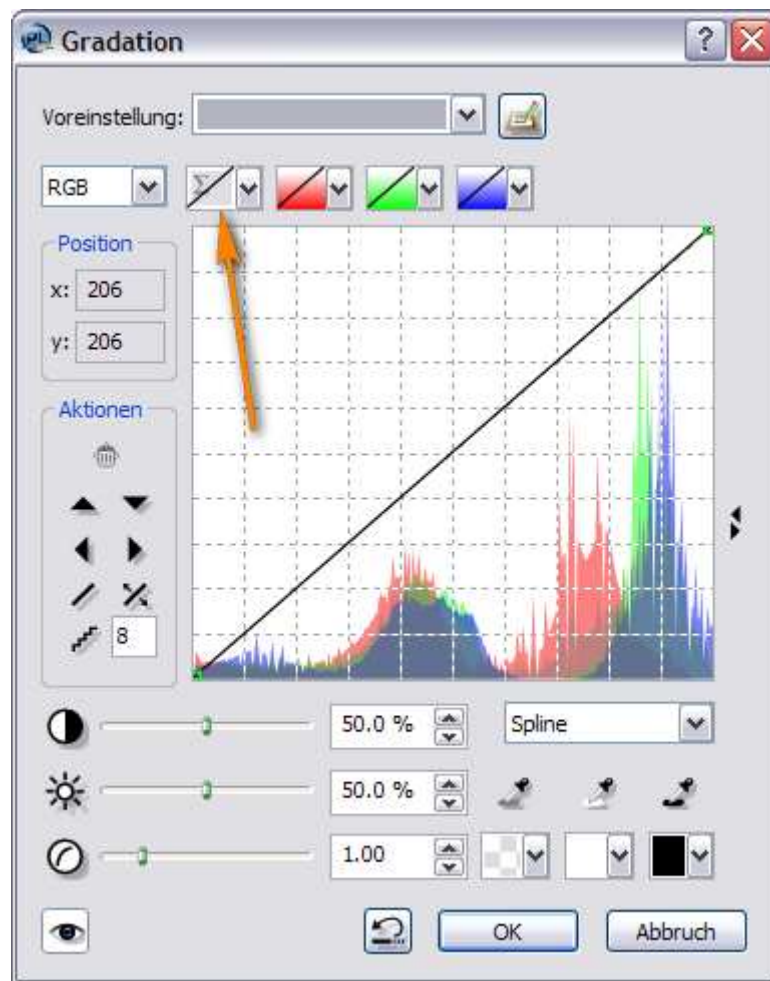 Gradation
Voreinstellung:
RGB
Σ
Position
x: 206
y: 206
Aktionen
8
50.0 %
Spline
50.0 %
1.00
OK
Abbruch